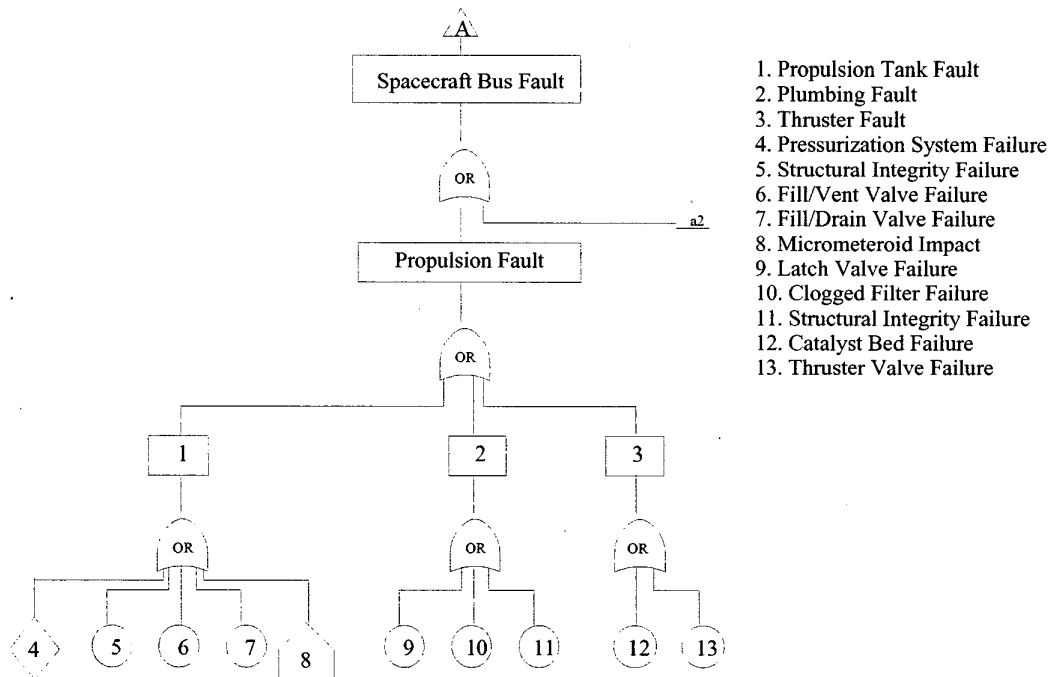 A
Spacecraft Bus Fault
OR
a2
Propulsion Fault
OR
1
2
3
OR
OR
OR
4
5
6
7
8
9
10
11
12
13
1. Propulsion Tank Fault
2. Plumbing Fault
3. Thruster Fault
4. Pressurization System Failure
5. Structural Integrity Failure
6. Fill/Vent Valve Failure
7. Fill/Drain Valve Failure
8. Micrometeroid Impact
9. Latch Valve Failure
10. Clogged Filter Failure
11. Structural Integrity Failure
12. Catalyst Bed Failure
13. Thruster Valve Failure